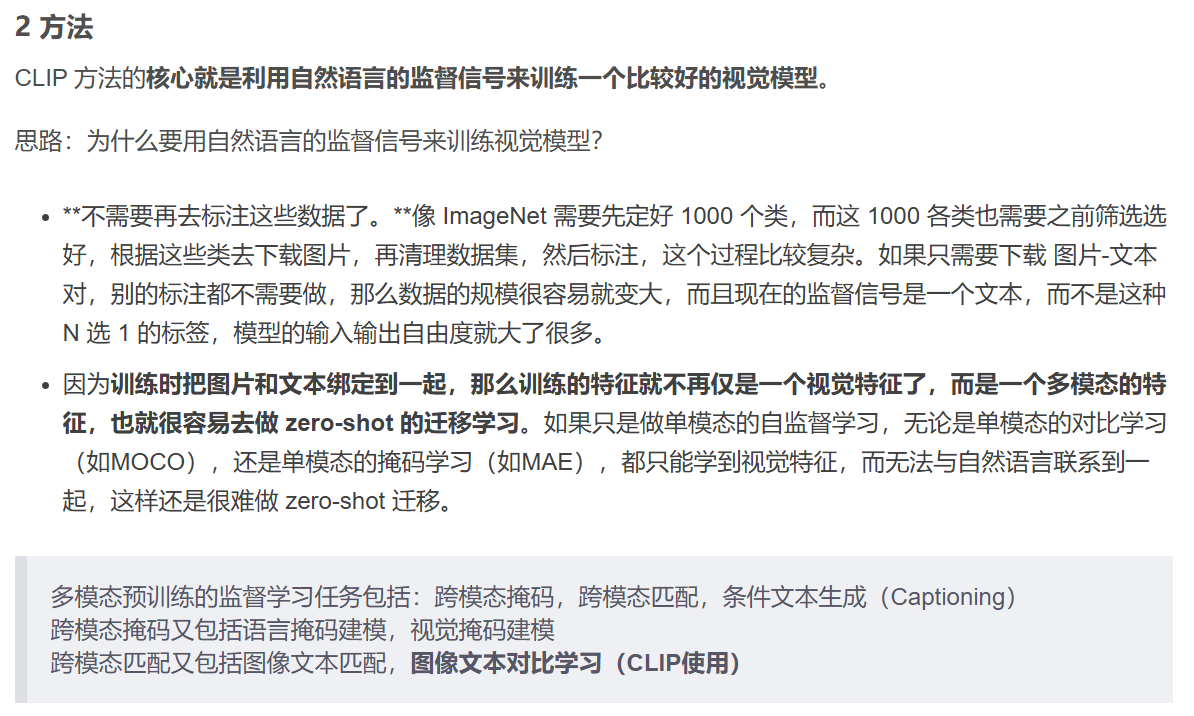 2 方法
CLIP 方法的核心就是利用自然语言的监督信号来训练一个比较好的视觉模型。
思路：为什么要用自然语言的监督信号来训练视觉模型？
• **不需要再去标注这些数据了。**像 ImageNet 需要先定好 1000 个类，而这 1000 各类也需要之前筛选选
好，根据这些类去下载图片，再清理数据集，然后标注，这个过程比较复杂。如果只需要下载 图片-文本
对，别的标注都不需要做，那么数据的规模很容易就变大，而且现在的监督信号是一个文本，而不是这种
N 选 1 的标签，模型的输入输出自由度就大了很多。
• 因为训练时把图片和文本绑定到一起，那么训练的特征就不再仅是一个视觉特征了，而是一个多模态的特
征，也就很容易去做 zero-shot 的迁移学习。如果只是做单模态的自监督学习，无论是单模态的对比学习
（如MOCO），还是单模态的掩码学习（如MAE），都只能学到视觉特征，而无法与自然语言联系到一
起，这样还是很难做 zero-shot 迁移。
多模态预训练的监督学习任务包括：跨模态掩码，跨模态匹配，条件文本生成（Captioning）
跨模态掩码又包括语言掩码建模，视觉掩码建模
跨模态匹配又包括图像文本匹配，图像文本对比学习（CLIP使用）